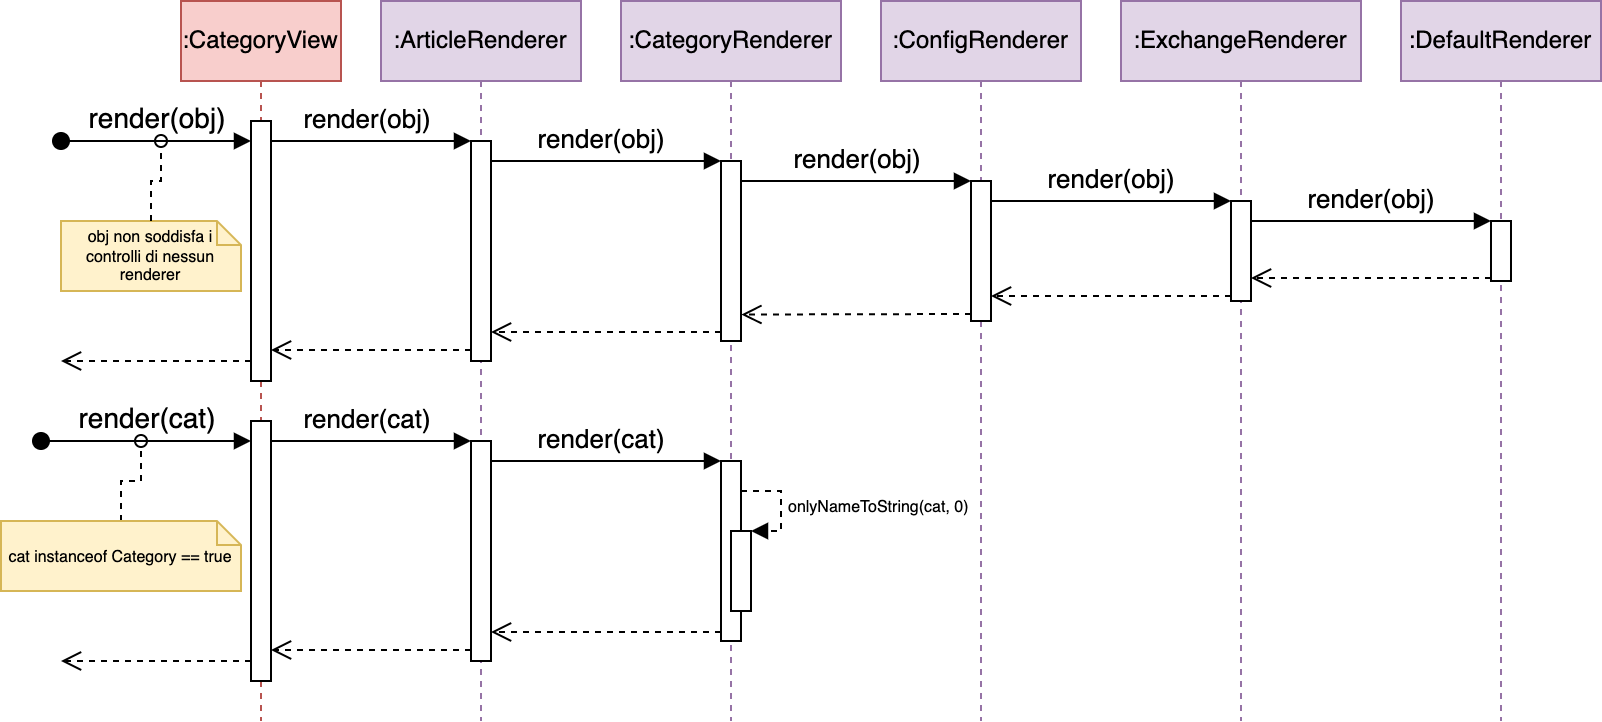 :CategoryView
:ArticleRenderer
:CategoryRenderer
:ConfigRenderer
:ExchangeRenderer
:DefaultRenderer
render(obj)
render(obj)
render(obj)
render(obj)
render(obj)
render(obj)
obj non soddisfa i
controlli di nessun
renderer
render(cat)
render(cat)
render(cat)
onlyNameToString(cat, 0)
cat instanceof Category == true